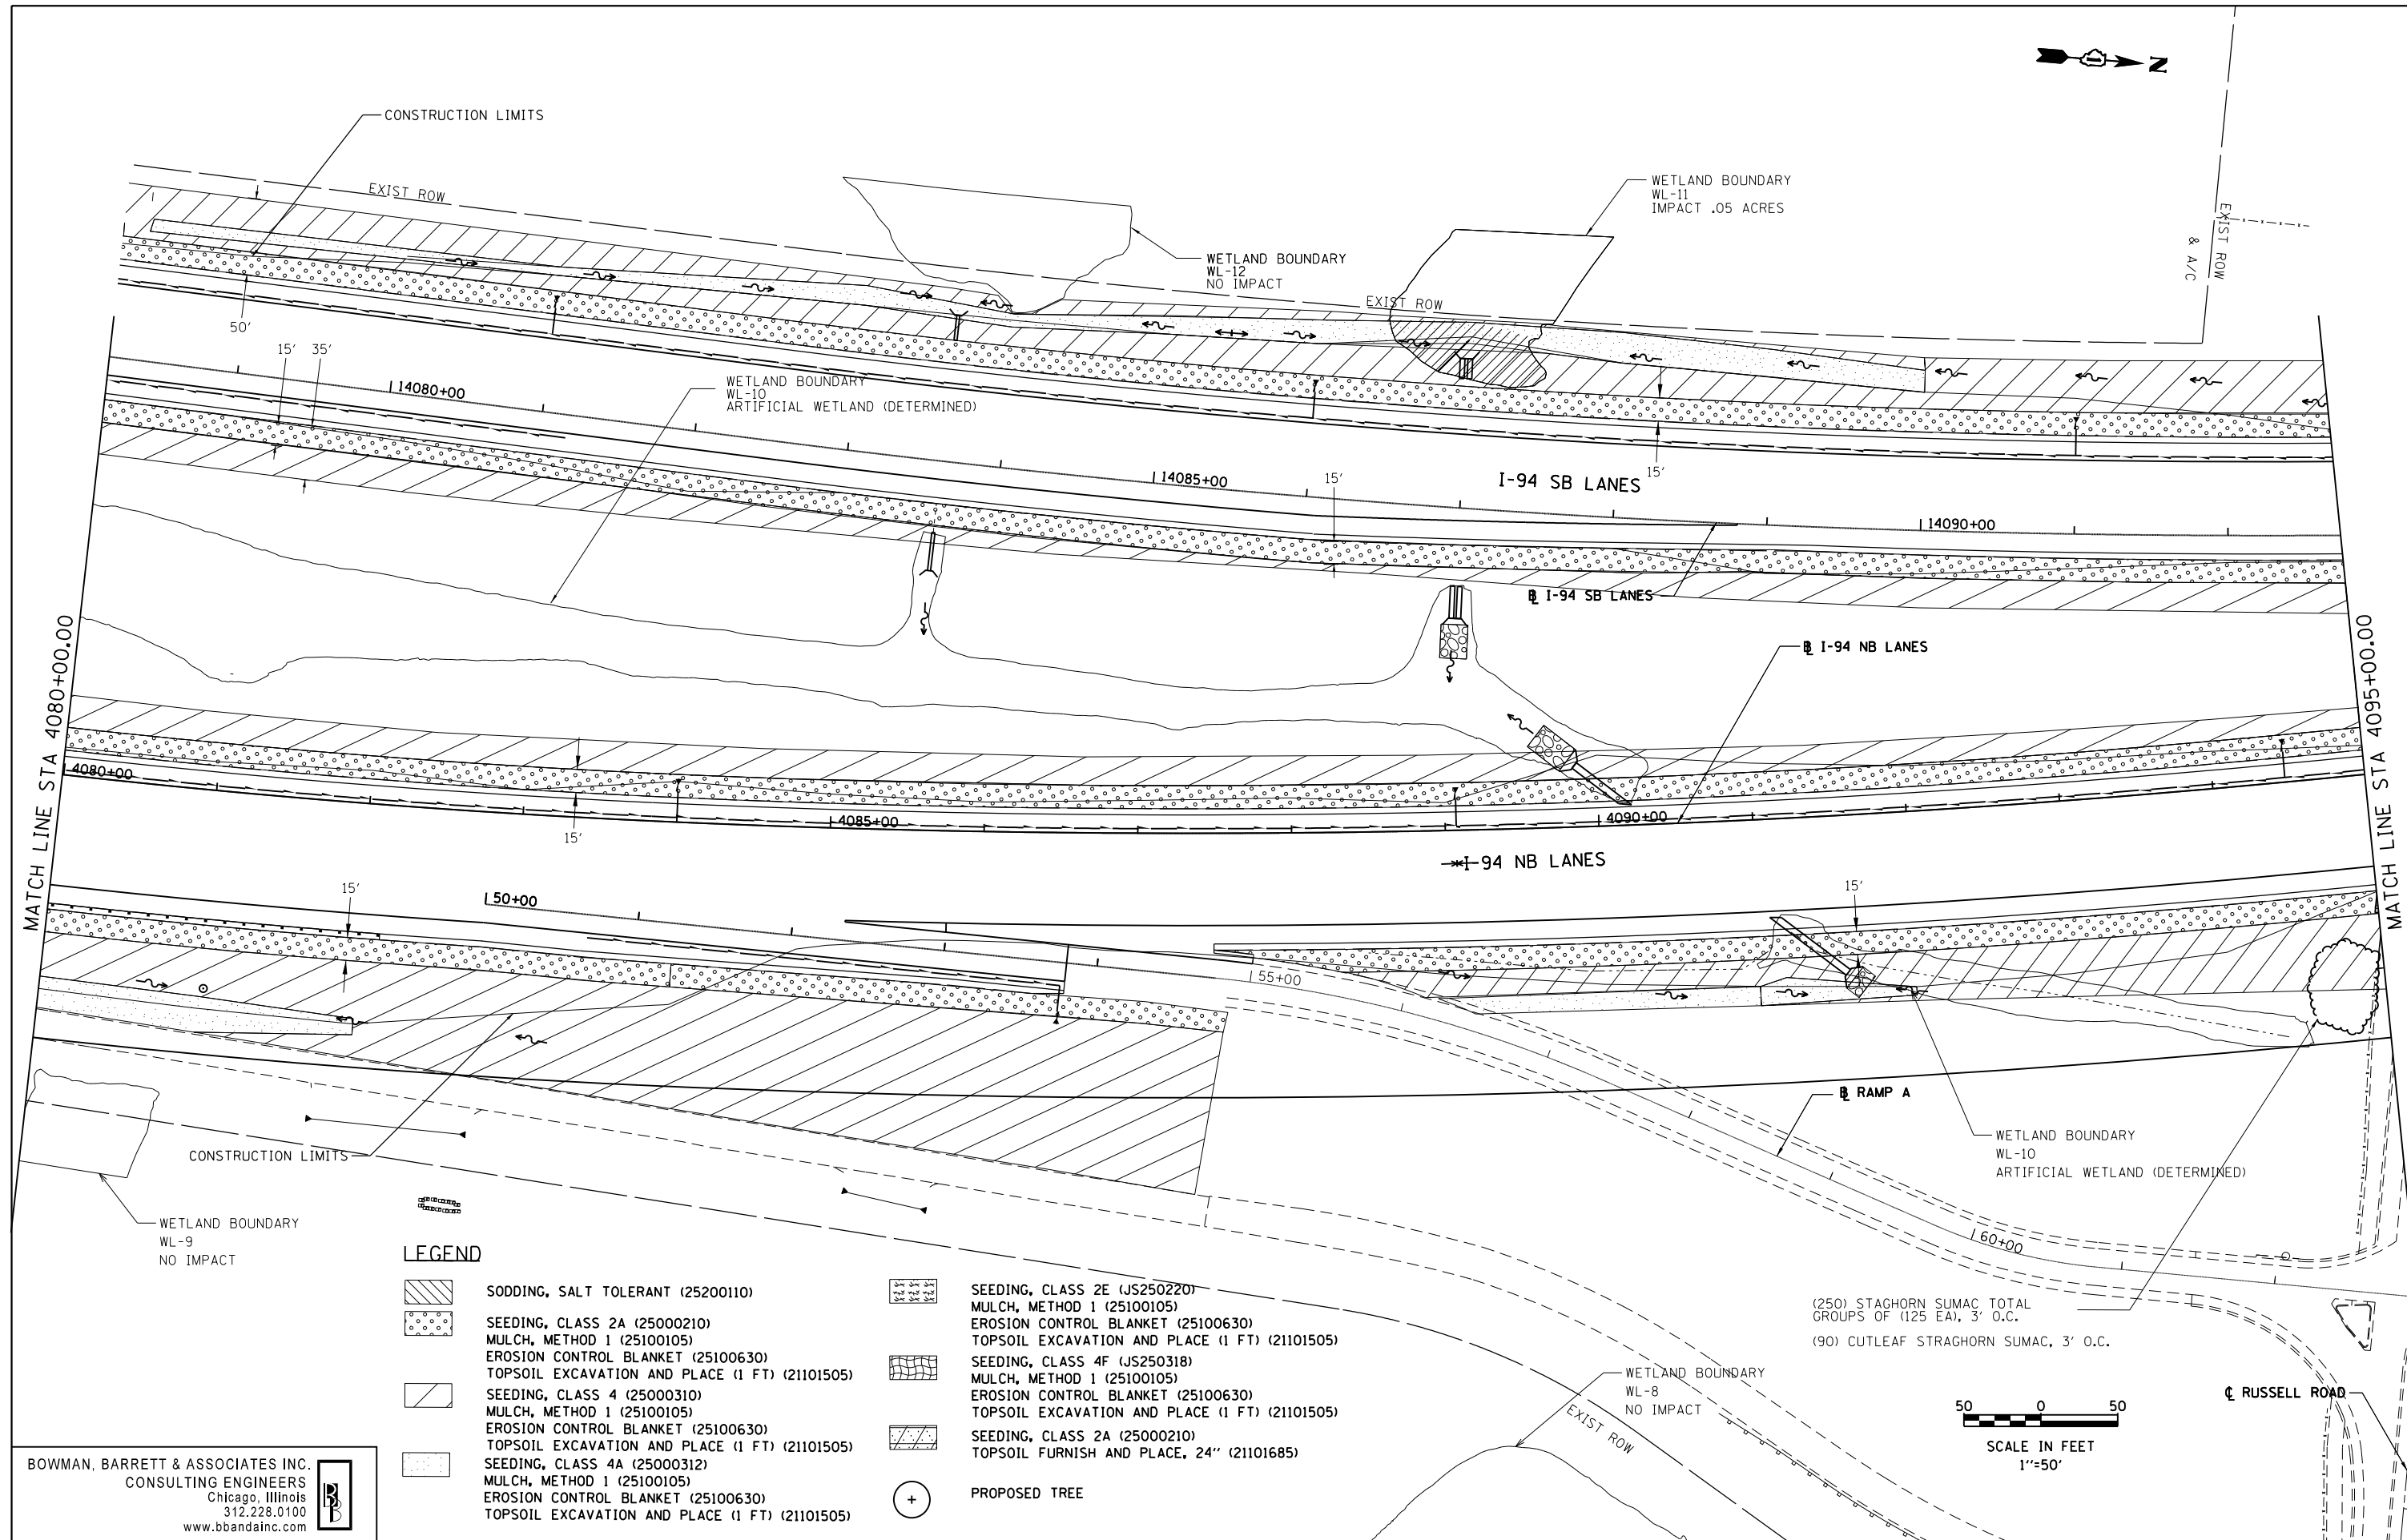 N
CONSTRUCTION LIMITS
EXIST ROW
WETLAND BOUNDARY
WL-11
IMPACT .05 ACRES
EXIST ROW
& A/C
WETLAND BOUNDARY
WL-12
NO IMPACT
EXIST ROW
50'
15' 35'
14080+00
WETLAND BOUNDARY
WL-10
ARTIFICIAL WETLAND (DETERMINED)
14085+00
15'
I-94 SB LANES
15'
14090+00
B I-94 SB LANES
B I-94 NB LANES
MATCH LINE STA 4080+00.00
MATCH LINE STA 4095+00.00
4080+00
15'
4085+00
4090+00
I-94 NB LANES
15'
50+00
15'
55+00
B RAMP A
WETLAND BOUNDARY
WL-10
ARTIFICIAL WETLAND (DETERMINED)
CONSTRUCTION LIMITS
WETLAND BOUNDARY
WL-9
NO IMPACT
60+00
(250) STAGHORN SUMAC TOTAL
GROUPS OF (125 EA), 3' O.C.
(90) CUTLEAF STRAGHORN SUMAC, 3' O.C.
WETLAND BOUNDARY
WL-8
NO IMPACT
EXIST ROW
C RUSSELL ROAD
50 0 50
SCALE IN FEET
1''=50'
LEGEND
SODDING, SALT TOLERANT (25200110)
SEEDING, CLASS 2A (25000210)
MULCH, METHOD 1 (25100105)
EROSION CONTROL BLANKET (25100630)
TOPSOIL EXCAVATION AND PLACE (1 FT) (21101505)
SEEDING, CLASS 4 (25000310)
MULCH, METHOD 1 (25100105)
EROSION CONTROL BLANKET (25100630)
TOPSOIL EXCAVATION AND PLACE (1 FT) (21101505)
SEEDING, CLASS 4A (25000312)
MULCH, METHOD 1 (25100105)
EROSION CONTROL BLANKET (25100630)
TOPSOIL EXCAVATION AND PLACE (1 FT) (21101505)
SEEDING, CLASS 2E (JS250220)
MULCH, METHOD 1 (25100105)
EROSION CONTROL BLANKET (25100630)
TOPSOIL EXCAVATION AND PLACE (1 FT) (21101505)
SEEDING, CLASS 4F (JS250318)
MULCH, METHOD 1 (25100105)
EROSION CONTROL BLANKET (25100630)
TOPSOIL EXCAVATION AND PLACE (1 FT) (21101505)
SEEDING, CLASS 2A (25000210)
TOPSOIL FURNISH AND PLACE, 24'' (21101685)
PROPOSED TREE
BOWMAN, BARRETT & ASSOCIATES INC.
CONSULTING ENGINEERS
Chicago, Illinois
312.228.0100
www.bbandainc.com